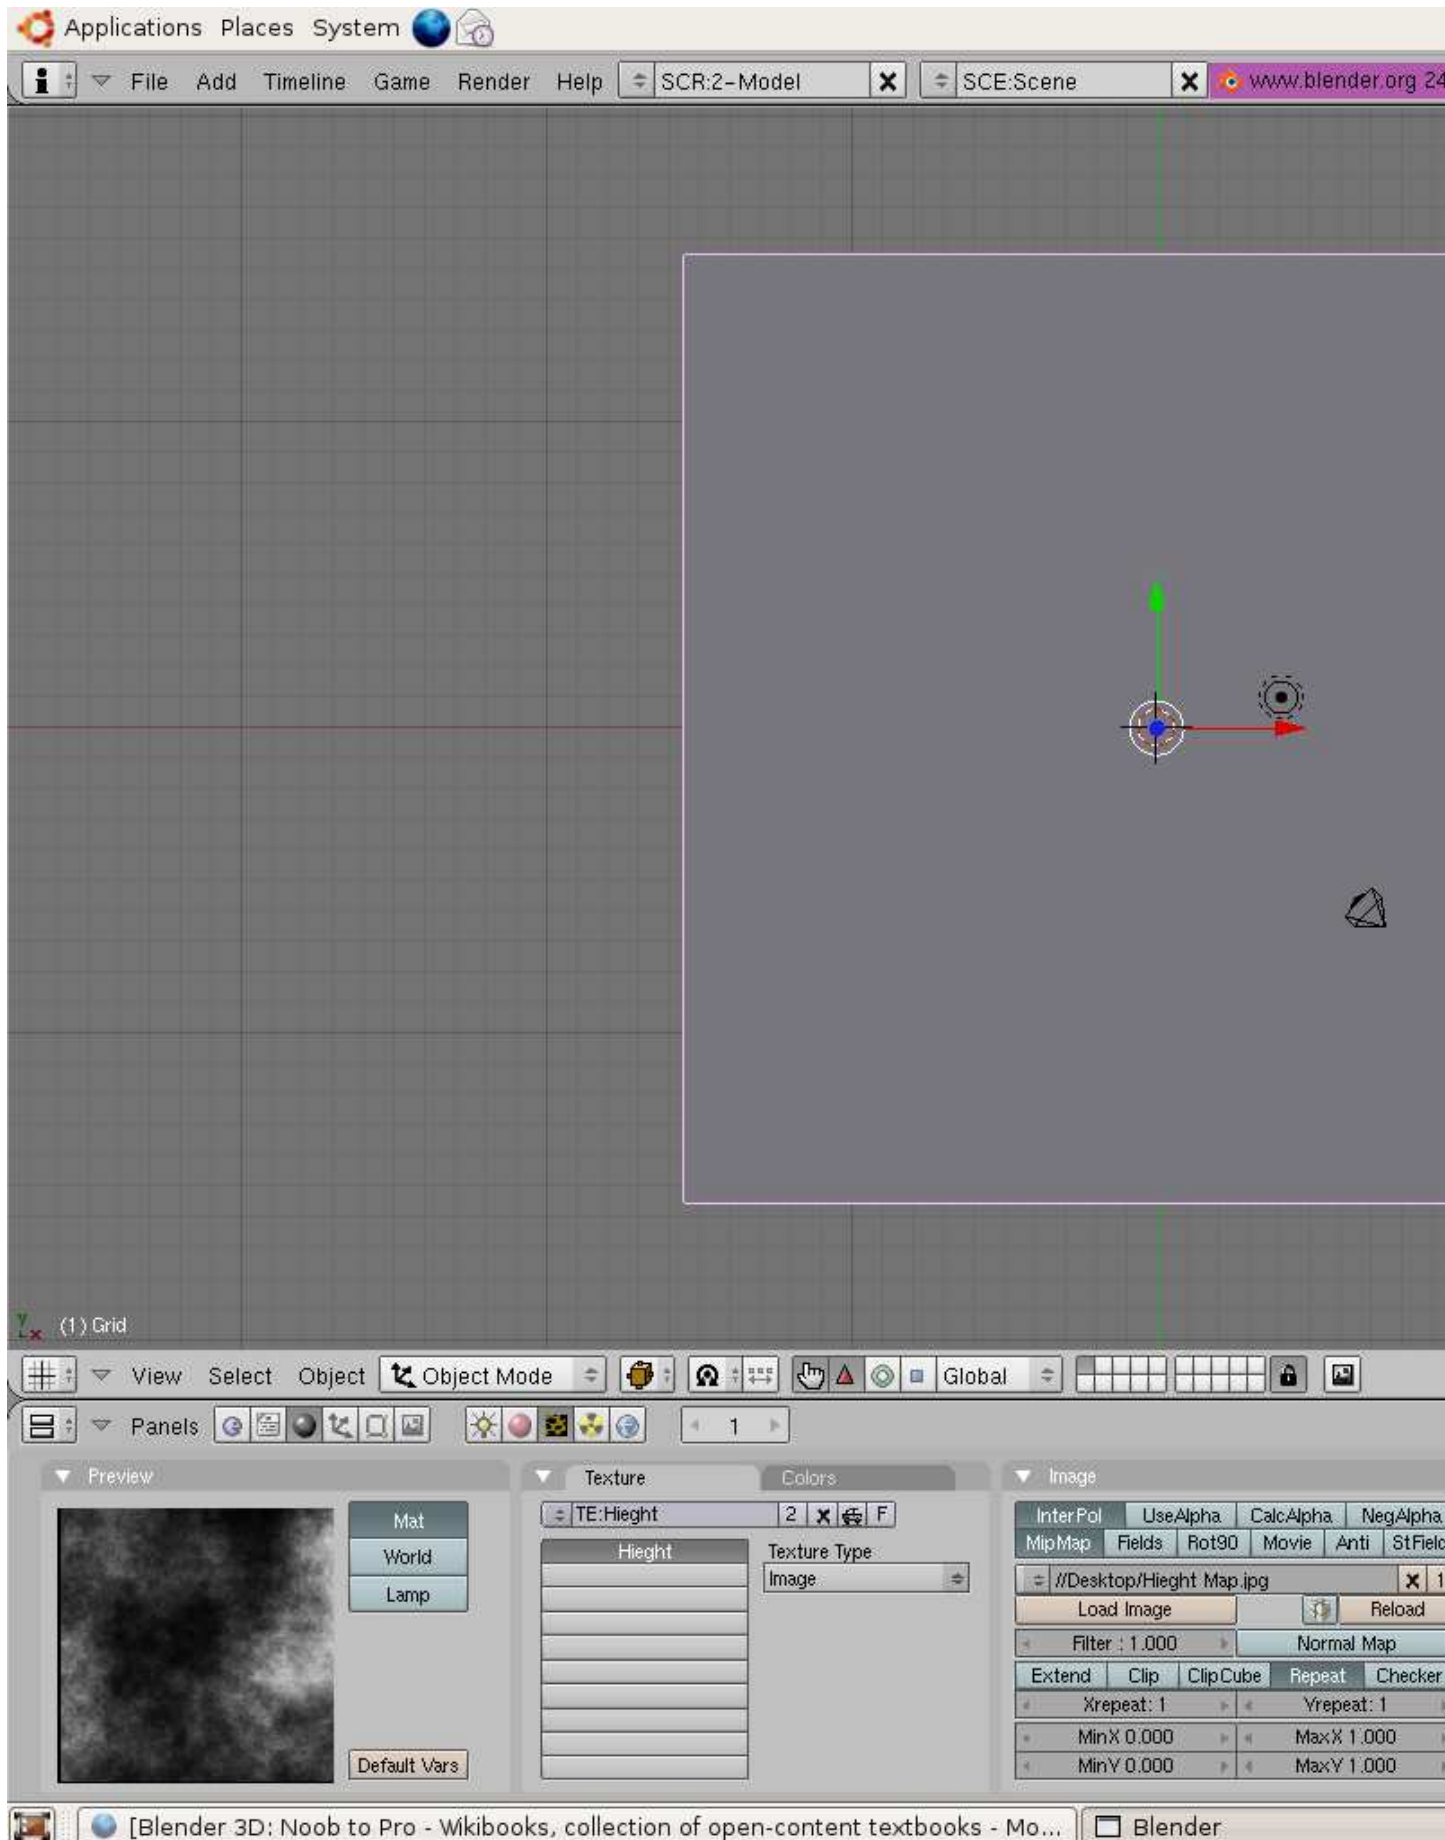 Applications Places System
File Add Timeline Game Render Help SCR:2-Model SCE:Scene www.blender.org 24
(1) Grid
View Select Object Object Mode Global
Panels 1
Preview
Mat
World
Lamp
Default Vars
Texture Colors
TE:Hieght 2 F
Hieght
Texture Type
Image
Image
InterPol UseAlpha CalcAlpha NegAlpha
MipMap Fields Rot90 Movie Anti StField
//Desktop/Hieght Map.jpg 1
Load Image Reload
Filter : 1.000 Normal Map
Extend Clip ClipCube Repeat Checker
Xrepeat: 1 Yrepeat: 1
MinX 0.000 MaxX 1.000
MinY 0.000 MaxY 1.000
[Blender 3D: Noob to Pro - Wikibooks, collection of open-content textbooks - Mo... Blender